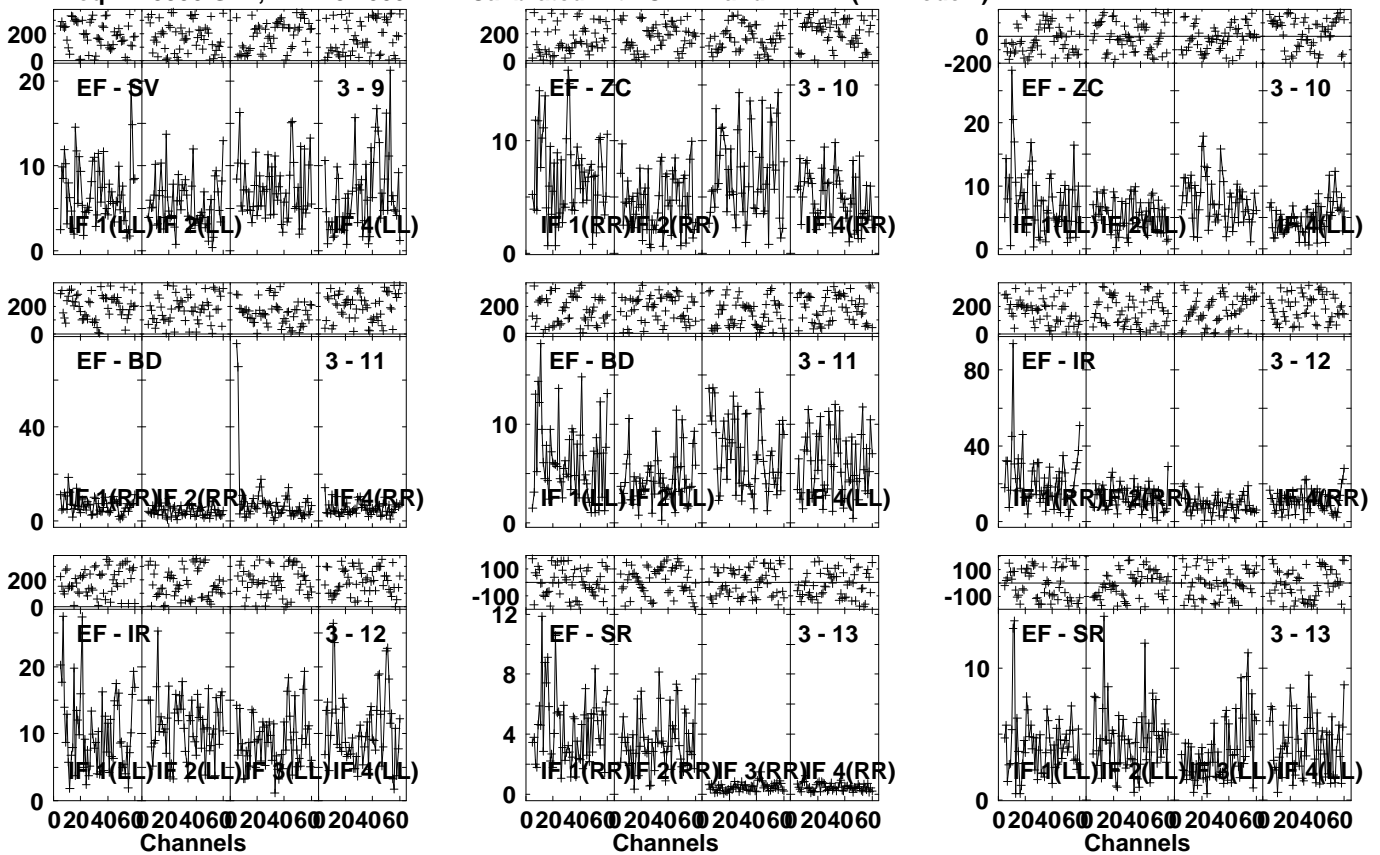 200
0
20
10
0
EF - SV
3 - 9
IF 1(LL)
IF 2(LL)
IF 4(LL)
200
0
10
0
EF - ZC
3 - 10
IF 1(RR)
IF 2(RR)
IF 4(RR)
0
-200
20
10
0
EF - ZC
3 - 10
IF 1(LL)
IF 2(LL)
IF 4(LL)
200
0
40
0
EF - BD
3 - 11
IF 1(RR)
IF 2(RR)
IF 4(RR)
200
0
10
0
EF - BD
3 - 11
IF 1(LL)
IF 2(LL)
IF 4(LL)
200
0
80
40
0
EF - IR
3 - 12
IF 1(RR)
IF 2(RR)
IF 4(RR)
200
0
20
10
0
EF - IR
3 - 12
IF 1(LL)
IF 2(LL)
IF 3(LL)
IF 4(LL)
0 20 40 60 0 20 40 60 0 20 40 60 0 20 40 60
Channels
100
-100
12
8
4
0
EF - SR
3 - 13
IF 1(RR)
IF 2(RR)
IF 3(RR)
IF 4(RR)
0 20 40 60 0 20 40 60 0 20 40 60 0 20 40 60
Channels
100
-100
10
0
EF - SR
3 - 13
IF 1(LL)
IF 2(LL)
IF 3(LL)
IF 4(LL)
0 20 40 60 0 20 40 60 0 20 40 60 0 20 40 60
Channels